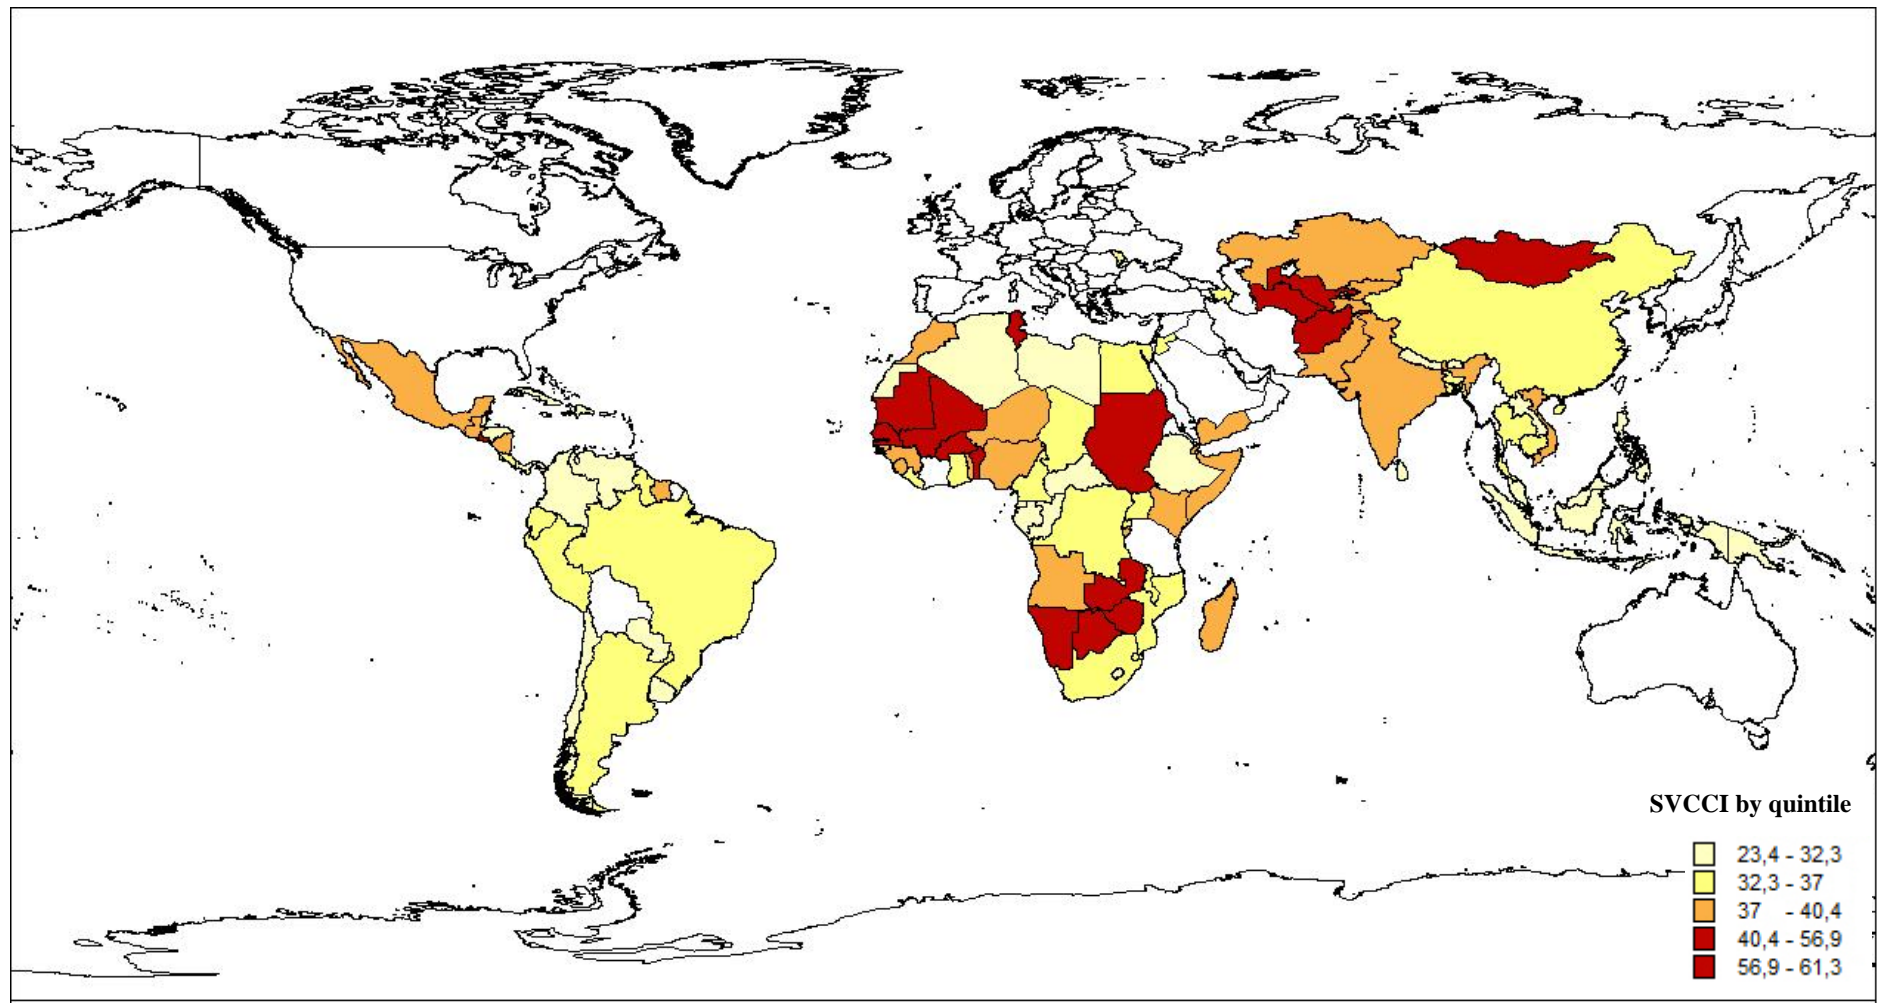 SVCCI by quintile
23,4 - 32,3
32,3 - 37
37 - 40,4
40,4 - 56,9
56,9 - 61,3